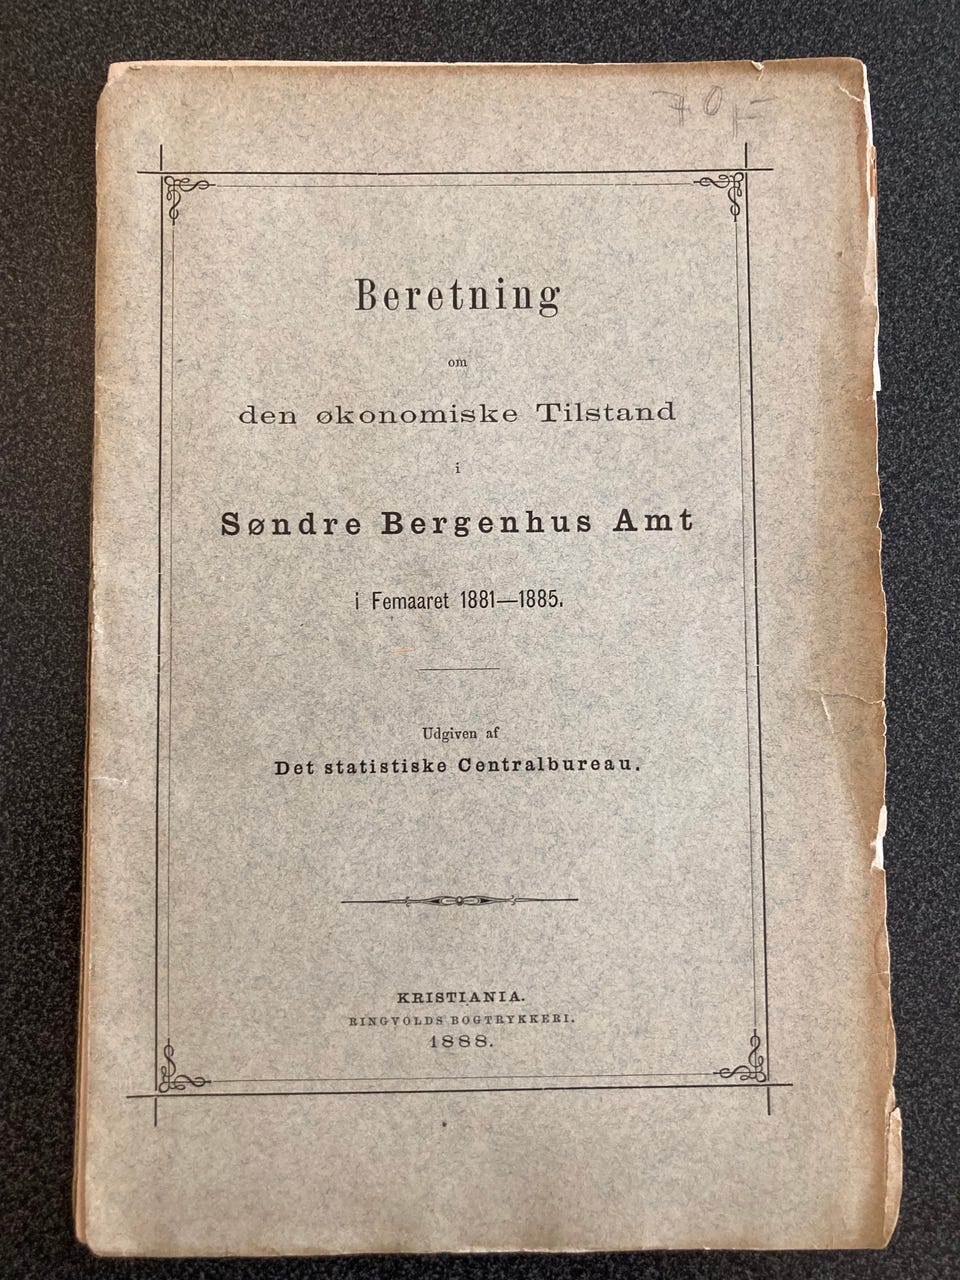 70,-
Beretning
om
den økonomiske Tilstand
i
Søndre Bergenhus Amt
i Femaaret 1881—1885.
Udgiven af
Det statistiske Centralbureau.
KRISTIANIA.
RINGVOLDS BOGTRYKKERI.
1888.